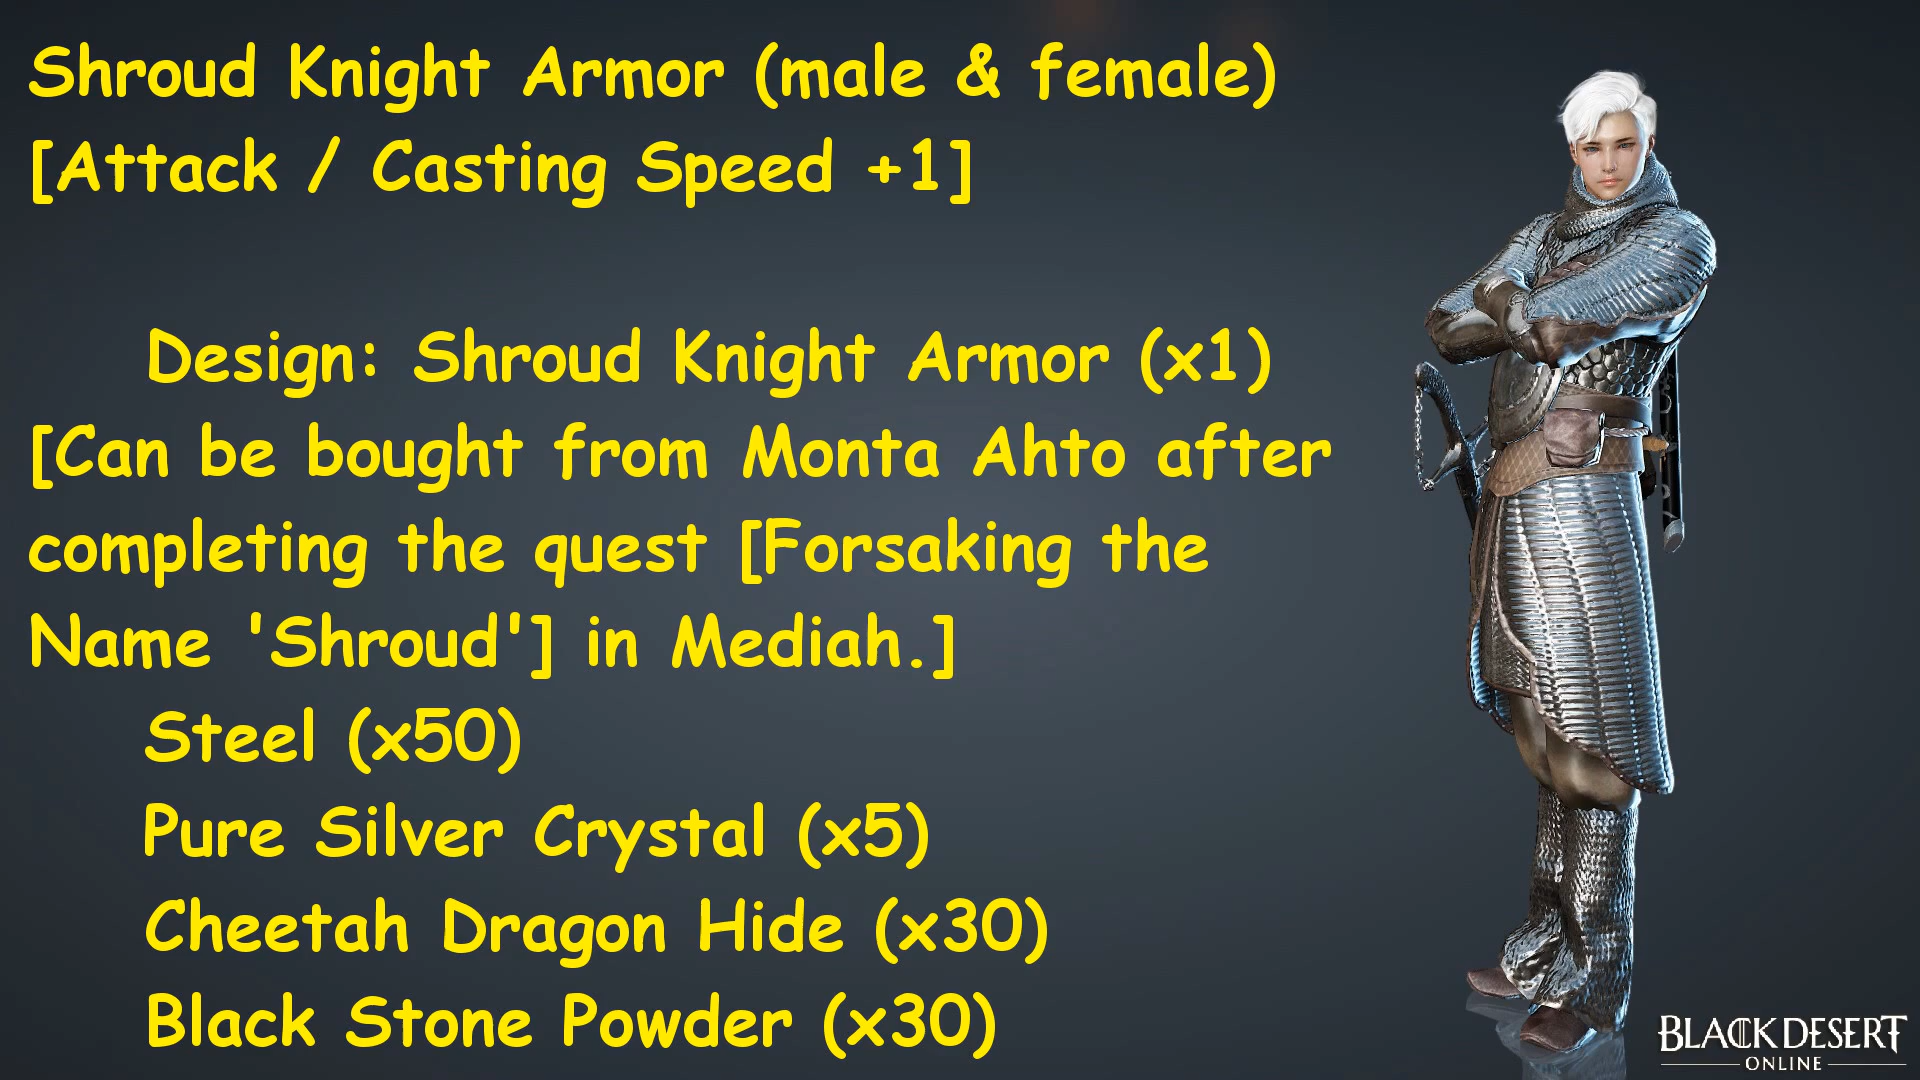 Shroud Knight Armor (male & female)
[Attack / Casting Speed +1]
Design: Shroud Knight Armor (x1)
[Can be bought from Monta Ahto after
completing the quest [Forsaking the
Name 'Shroud'] in Mediah.]
Steel (x50)
Pure Silver Crystal (x5)
Cheetah Dragon Hide (x30)
Black Stone Powder (x30)
BLACK DESERT
ONLINE